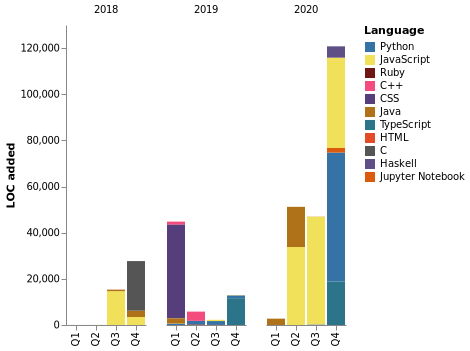 2018 2019 2020
LOC added
120,000
100,000
80,000
60,000
40,000
20,000
0
Q1 Q2 Q3 Q4 Q1 Q2 Q3 Q4 Q1 Q2 Q3 Q4
Language
Python
JavaScript
Ruby
C++
CSS
Java
TypeScript
HTML
C
Haskell
Jupyter Notebook